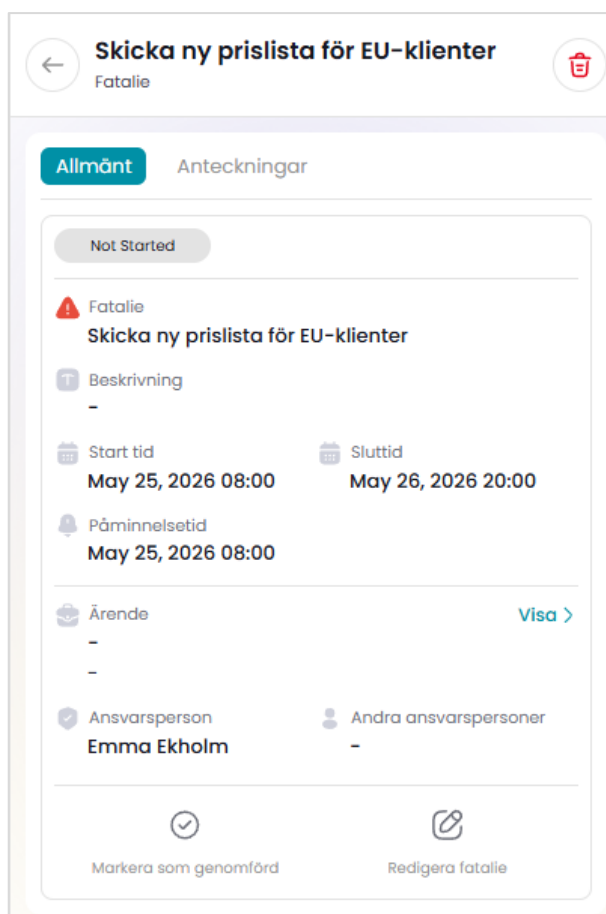 Skicka ny prislista för EU-klienter
Fatalie
Allmänt
Anteckningar
Not Started
Fatalie
Skicka ny prislista för EU-klienter
Beskrivning
-
Start tid
Sluttid
May 25, 2026 08:00
May 26, 2026 20:00
Påminnelsetid
May 25, 2026 08:00
Ärende
Visa
-
-
Ansvarsperson
Andra ansvarspersoner
Emma Ekholm
-
Markera som genomförd
Redigera fatalie